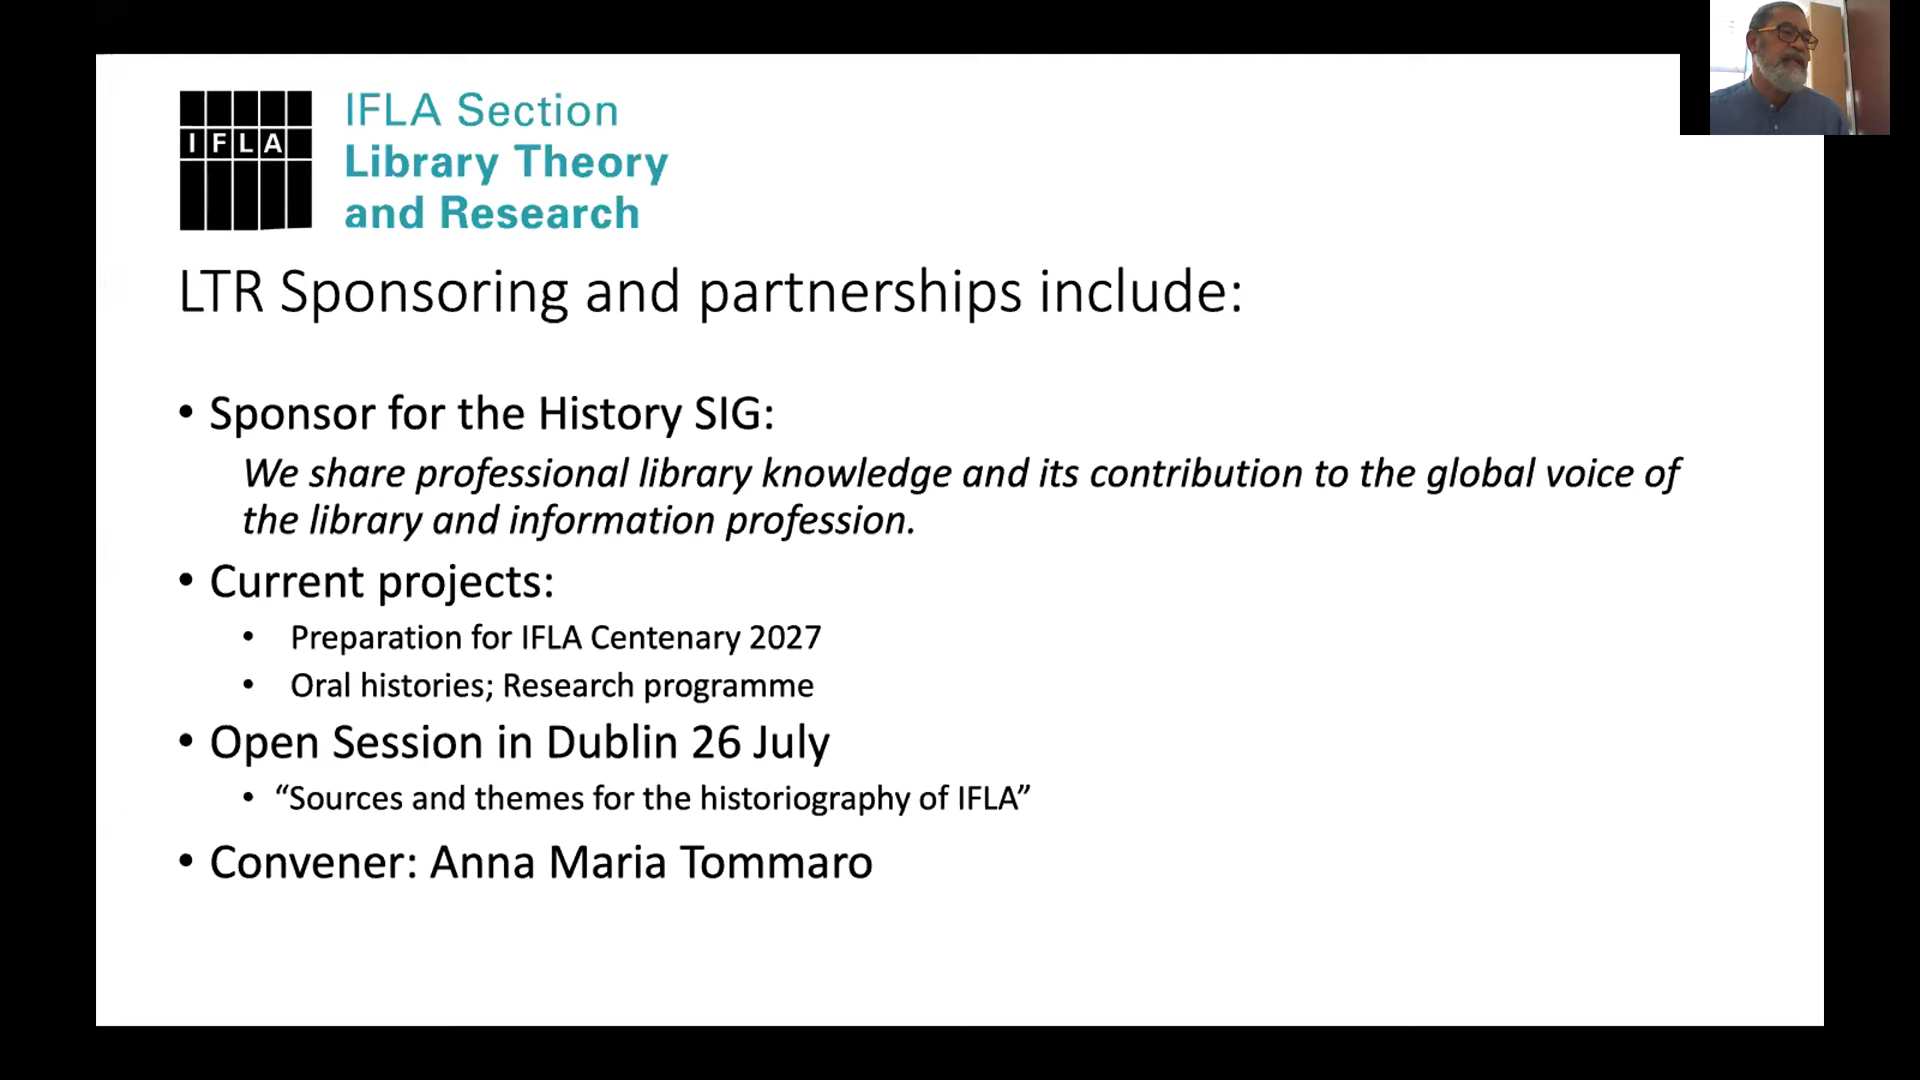 IFLA
IFLA Section
Library Theory
and Research
LTR Sponsoring and partnerships include:
• Sponsor for the History SIG:
We share professional library knowledge and its contribution to the global voice of
the library and information profession.
• Current projects:
• Preparation for IFLA Centenary 2027
• Oral histories; Research programme
• Open Session in Dublin 26 July
• “Sources and themes for the historiography of IFLA”
• Convener: Anna Maria Tommaro